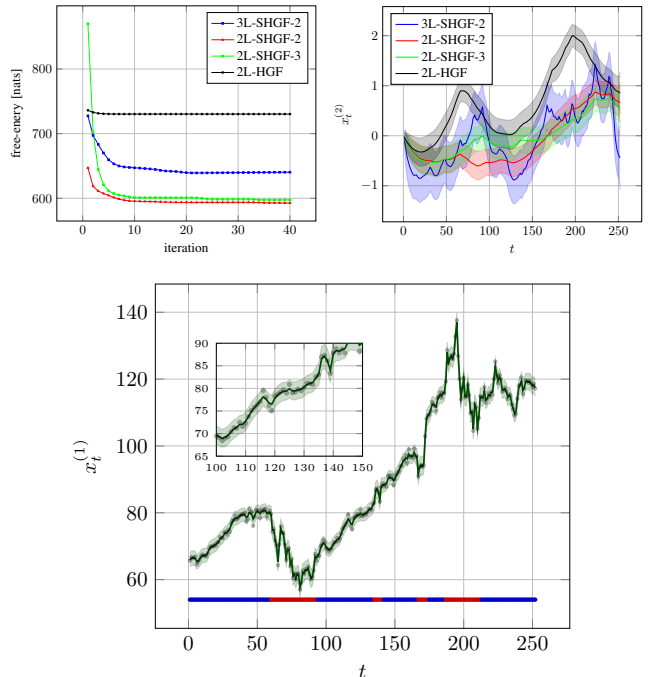 3L-SHGF-2
2L-SHGF-2
2L-SHGF-3
2L-HGF
800
700
600
0 10 20 30 40
free-enery [nats]
iteration
3L-SHGF-2
2L-SHGF-2
2L-SHGF-3
2L-HGF
2
1
0
−1
0 50 100 150 200 250
x_t^(2)
t
140
120
100
80
60
0 50 100 150 200 250
x_t^(1)
t
90
85
80
75
70
65
100 110 120 130 140 150